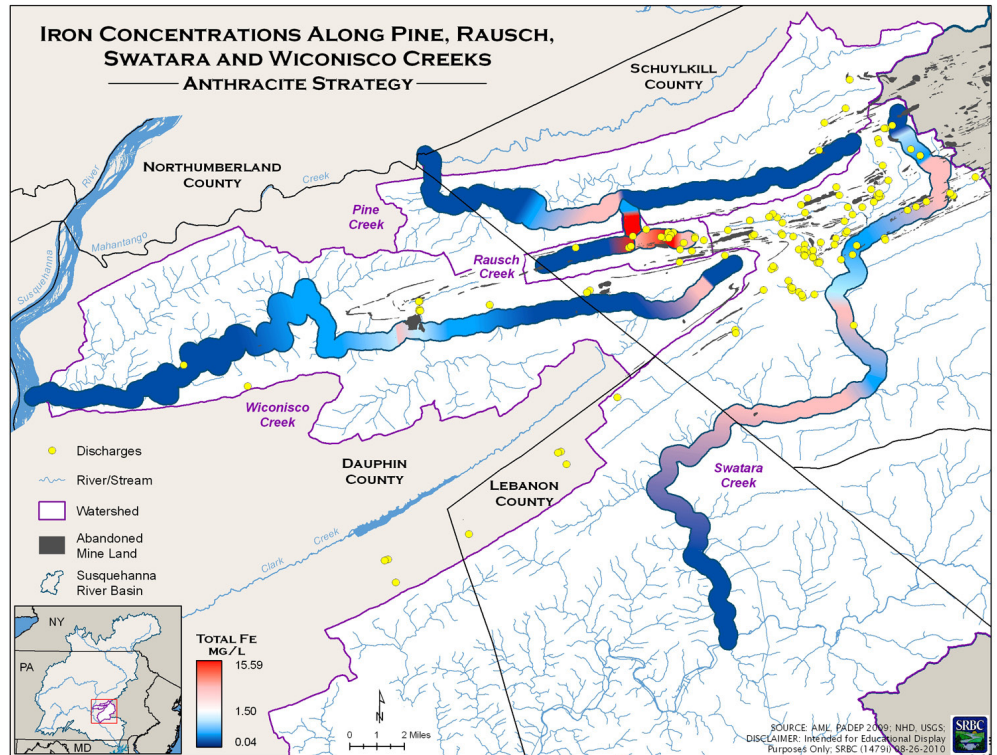 IRON CONCENTRATIONS ALONG PINE, RAUSCH,
SWATARA AND WICONISCO CREEKS
ANTHRACITE STRATEGY
SCHUYLKILL
COUNTY
NORTHUMBERLAND
COUNTY
River
Susquehanna
Mahantango
Creek
Pine
Creek
Rausch
Creek
Wiconisco
Creek
DAUPHIN
COUNTY
LEBANON
COUNTY
Swatara
Creek
Clark
Creek
Discharges
River/Stream
Watershed
Abandoned
Mine Land
Susquehanna
River Basin
NY
PA
MD
TOTAL FE
MG/L
15.59
1.50
0.04
N
0 1 2 Miles
SOURCE: AML, PADEP 2009; NHD, USGS;
DISCLAIMER: Intended for Educational Display
Purposes Only; SRBC (1479i) 08-26-2010
SRBC